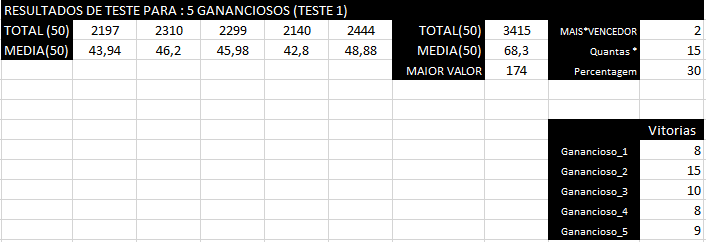 RESULTADOS DE TESTE PARA : 5 GANANCIOSOS (TESTE 1)
TOTAL (50) 2197 2310 2299 2140 2444 TOTAL(50) 3415 MAIS*VENCEDOR 2
MEDIA(50) 43,94 46,2 45,98 42,8 48,88 MEDIA(50) 68,3 Quantas * 15
MAIOR VALOR 174 Percentagem 30
Vitorias
Ganancioso_1 8
Ganancioso_2 15
Ganancioso_3 10
Ganancioso_4 8
Ganancioso_5 9